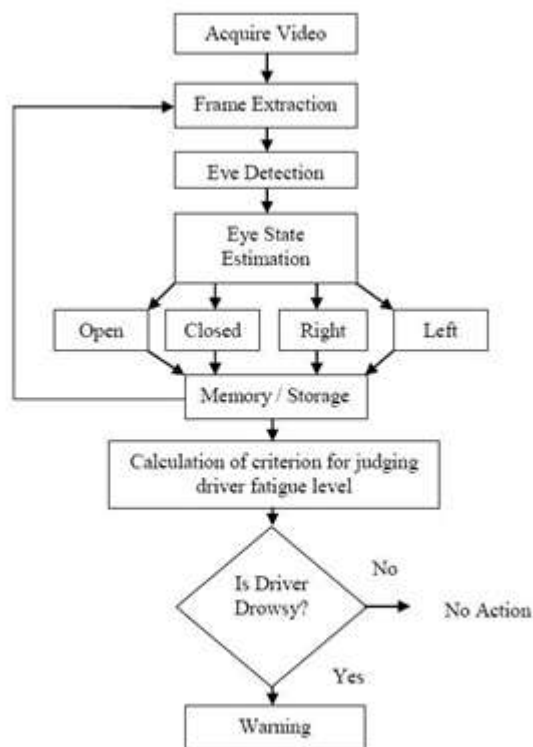 Acquire Video
Frame Extraction
Eve Detection
Eye State
Estimation
Open
Closed
Right
Left
Memory / Storage
Calculation of criterion for judging
driver fatigue level
Is Driver
Drowsy?
No
No Action
Yes
Warning